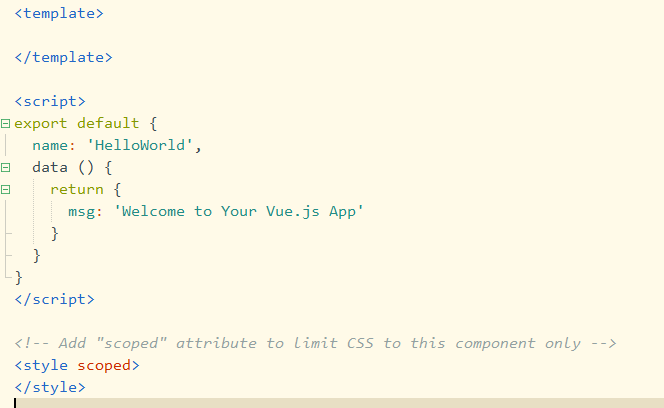 <template>
</template>
<script>
export default {
name: 'HelloWorld',
data () {
return {
msg: 'Welcome to Your Vue.js App'
}
}
}
</script>
<!-- Add "scoped" attribute to limit CSS to this component only -->
<style scoped>
</style>